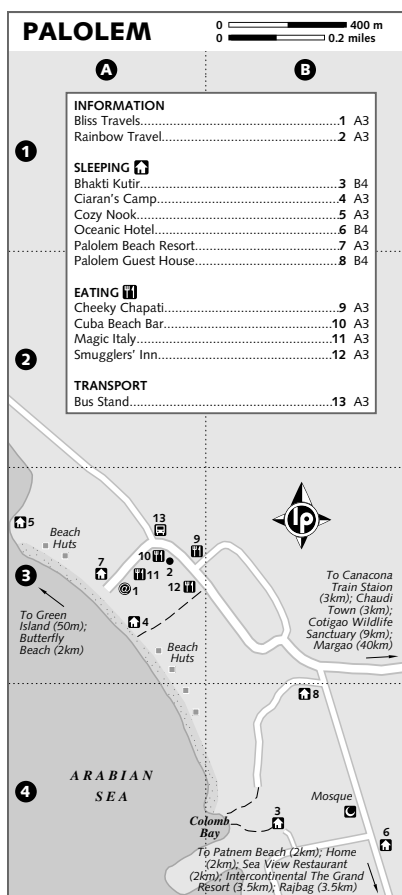 PALOLEM
0 400 m
0 0.2 miles
A B
1
INFORMATION
Bliss Travels 1 A3
Rainbow Travel 2 A3
SLEEPING
Bhakti Kutir 3 B4
Ciaran's Camp 4 A3
Cozy Nook 5 A3
Oceanic Hotel 6 B4
Palolem Beach Resort 7 A3
Palolem Guest House 8 B4
EATING
Cheeky Chapati 9 A3
Cuba Beach Bar 10 A3
Magic Italy 11 A3
Smugglers' Inn 12 A3
TRANSPORT
Bus Stand 13 A3
2
lp
5
Beach
Huts
13
10
2
9
7
11
@ 1
12
3
4
To Green
Island (50m);
Butterfly
Beach (2km)
Beach
Huts
To Canacona
Train Staion
(3km); Chaudi
Town (3km);
Cotigao Wildlife
Sanctuary (9km);
Margao (40km)
8
ARABIAN
SEA
4
Colomb
Bay
3
Mosque
6
To Patnem Beach (2km); Home
(2km); Sea View Restaurant
(2km); Intercontinental The Grand
Resort (3.5km); Rajbag (3.5km)